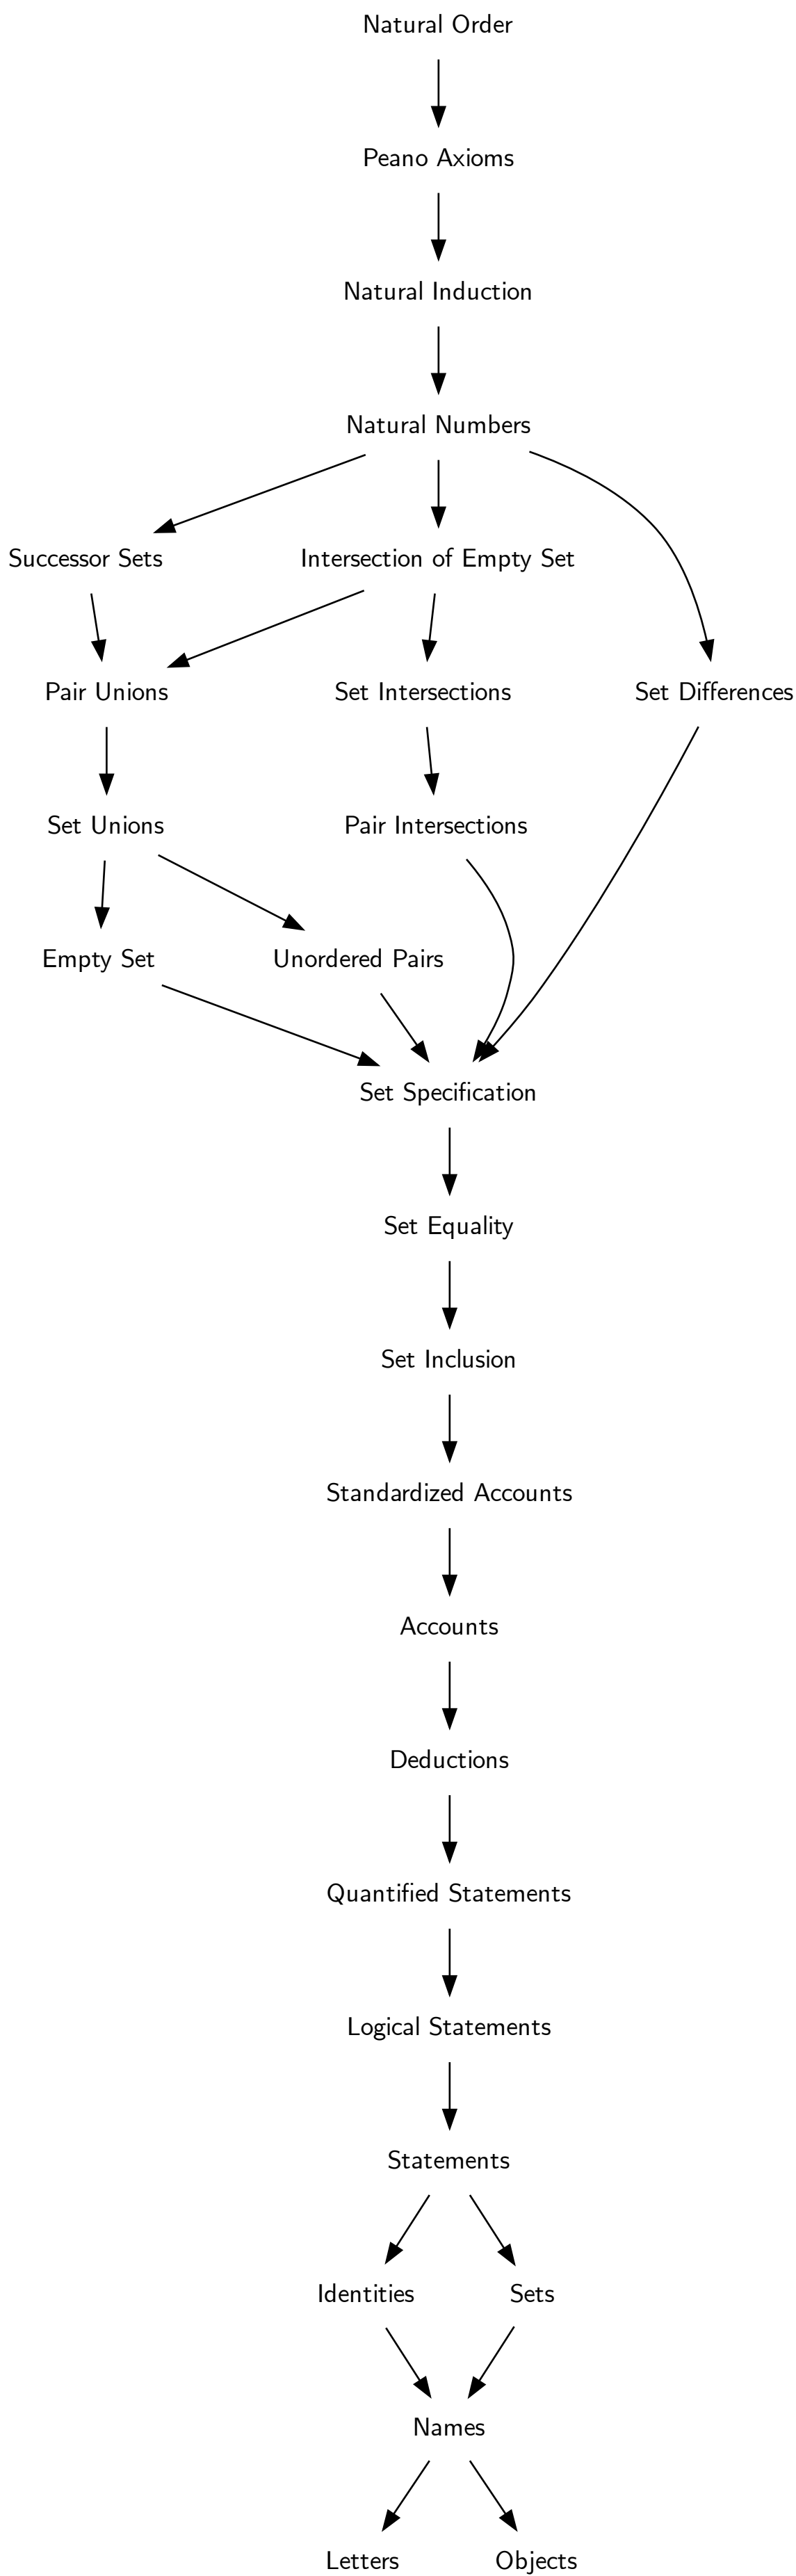 Natural Order
Peano Axioms
Natural Induction
Natural Numbers
Successor Sets
Intersection of Empty Set
Pair Unions
Set Intersections
Set Differences
Set Unions
Pair Intersections
Empty Set
Unordered Pairs
Set Specification
Set Equality
Set Inclusion
Standardized Accounts
Accounts
Deductions
Quantified Statements
Logical Statements
Statements
Identities
Sets
Names
Letters
Objects